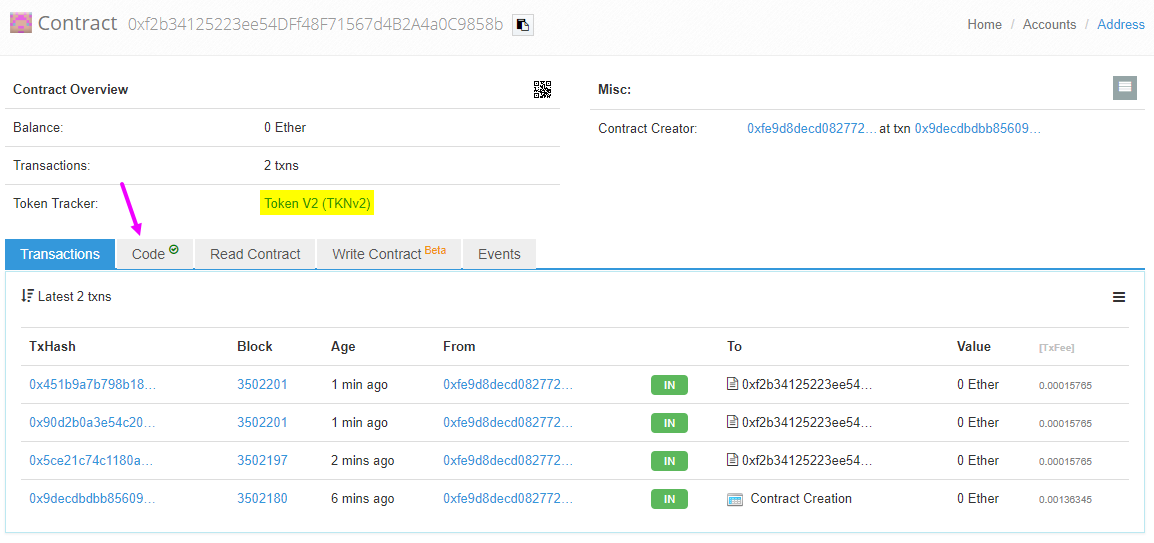 Contract 0xf2b34125223ee54DFf48F71567d4B2A4a0C9858b
Home / Accounts / Address
Contract Overview
Balance: 0 Ether
Transactions: 2 txns
Token Tracker: Token V2 (TKNv2)
Misc:
Contract Creator: 0xfe9d8decd082772... at txn 0x9decdbdbb85609...
Transactions Code Read Contract Write Contract Beta Events
Latest 2 txns
TxHash Block Age From To Value [TxFee]
0x451b9a7b798b18... 3502201 1 min ago 0xfe9d8decd082772... IN 0xf2b34125223ee54... 0 Ether 0.00015765
0x90d2b0a3e54c20... 3502201 1 min ago 0xfe9d8decd082772... IN 0xf2b34125223ee54... 0 Ether 0.00015765
0x5ce21c74c1180a... 3502197 2 mins ago 0xfe9d8decd082772... IN 0xf2b34125223ee54... 0 Ether 0.00015765
0x9decdbdbb85609... 3502180 6 mins ago 0xfe9d8decd082772... IN Contract Creation 0 Ether 0.00136345